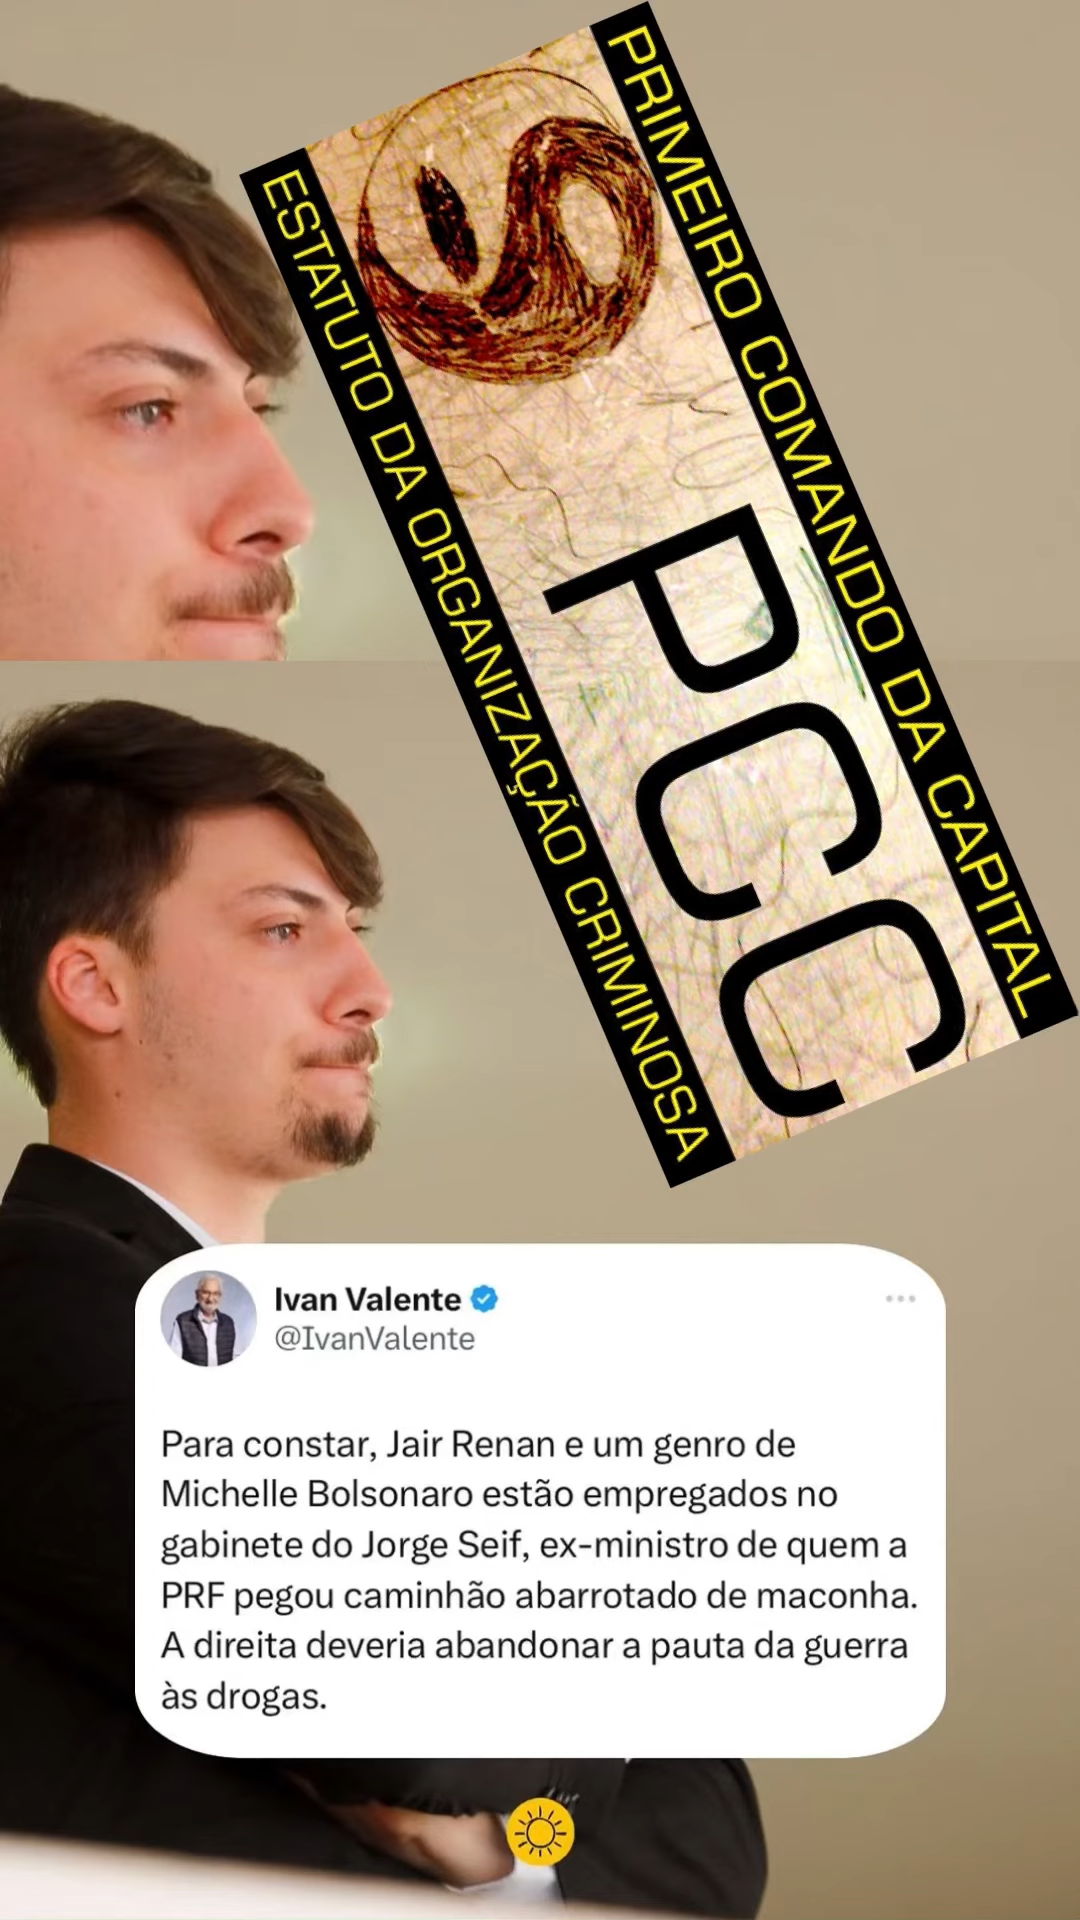 PRIMEIRO COMANDO DA CAPITAL
PCC
ESTATUTO DA ORGANIZAÇÃO CRIMINOSA
Ivan Valente
@IvanValente
Para constar, Jair Renan e um genro de
Michelle Bolsonaro estão empregados no
gabinete do Jorge Seif, ex-ministro de quem a
PRF pegou caminhão abarrotado de maconha.
A direita deveria abandonar a pauta da guerra
às drogas.